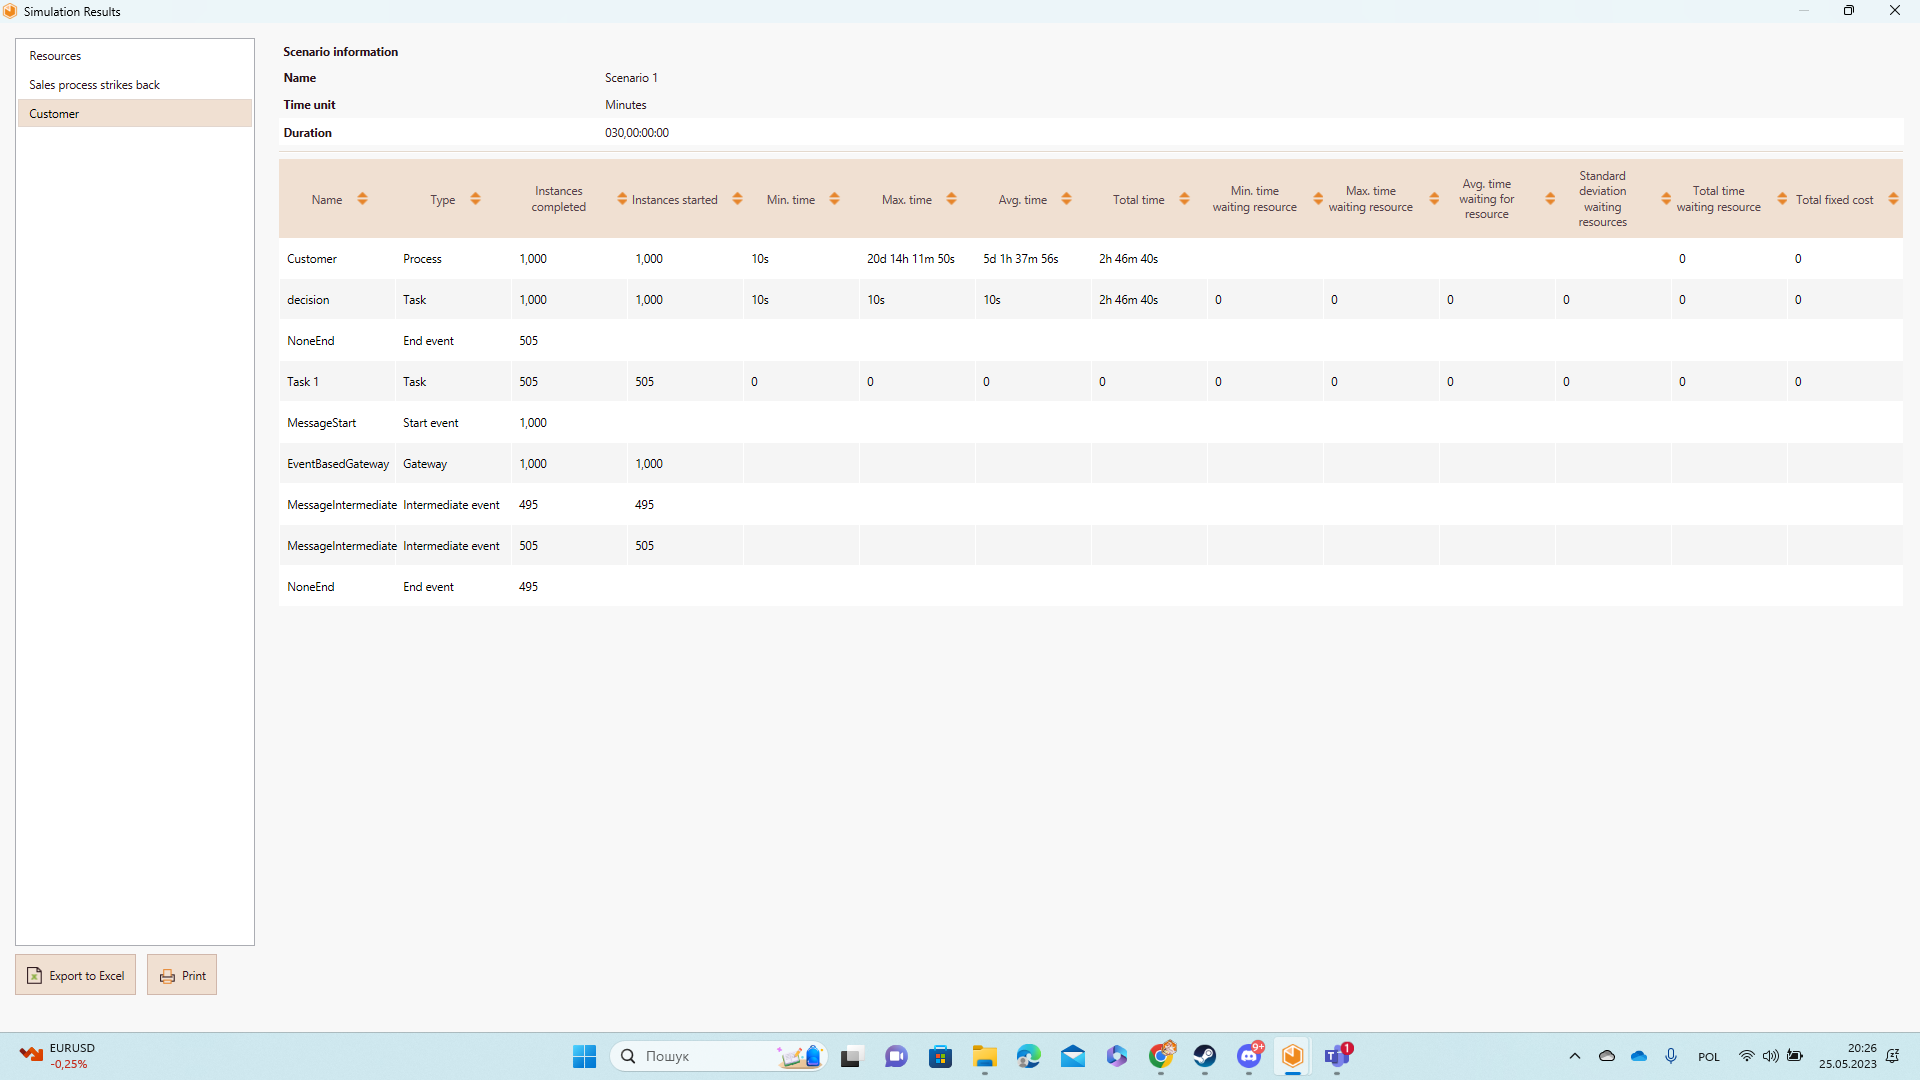 Simulation Results
Resources
Sales process strikes back
Customer
Scenario information
Name Scenario 1
Time unit Minutes
Duration 030,00:00:00
Name Type Instances completed Instances started Min. time Max. time Avg. time Total time Min. time waiting resource Max. time waiting resource Avg. time waiting for resource Standard deviation waiting resources Total time waiting resource Total fixed cost
Customer Process 1,000 1,000 10s 20d 14h 11m 50s 5d 1h 37m 56s 2h 46m 40s 0 0
decision Task 1,000 1,000 10s 10s 10s 2h 46m 40s 0 0 0 0 0 0
NoneEnd End event 505
Task 1 Task 505 505 0 0 0 0 0 0 0 0 0 0
MessageStart Start event 1,000
EventBasedGateway Gateway 1,000 1,000
MessageIntermediate Intermediate event 495 495
MessageIntermediate Intermediate event 505 505
NoneEnd End event 495
Export to Excel
Print
EURUSD
-0,25%
Пошук
9+
1
POL
20:26
25.05.2023